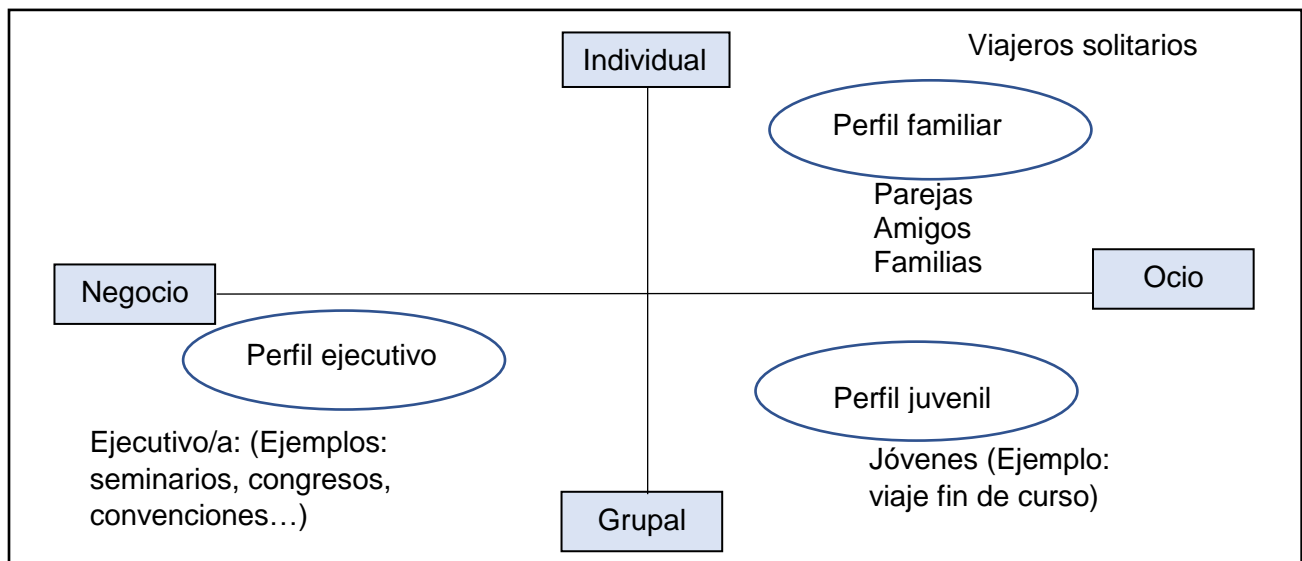 Individual
Viajeros solitarios
Perfil familiar
Parejas
Amigos
Familias
Negocio
Ocio
Perfil ejecutivo
Ejecutivo/a: (Ejemplos:
seminarios, congresos,
convenciones…)
Perfil juvenil
Jóvenes (Ejemplo:
viaje fin de curso)
Grupal